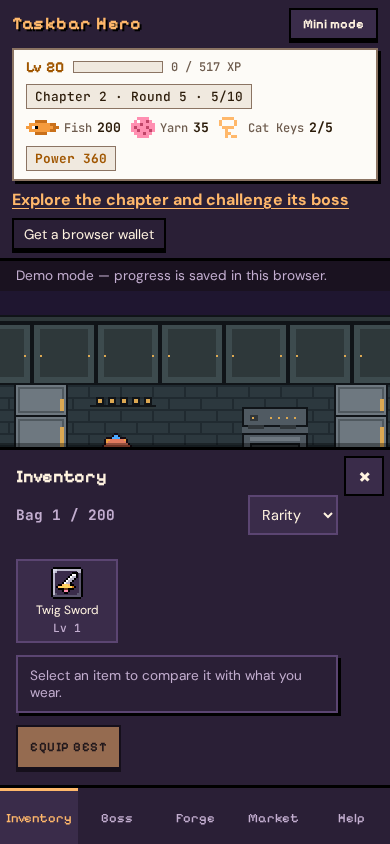 Taskbar Hero
Mini mode
Lv 80 0 / 517 XP
Chapter 2 · Round 5 · 5/10
Fish 200 Yarn 35 Cat Keys 2/5
Power 360
Explore the chapter and challenge its boss
Get a browser wallet
Demo mode — progress is saved in this browser.
Inventory
✖
Bag 1 / 200
Rarity
Twig Sword
Lv 1
Select an item to compare it with what you
wear.
EQUIP BEST
Inventory Boss Forge Market Help